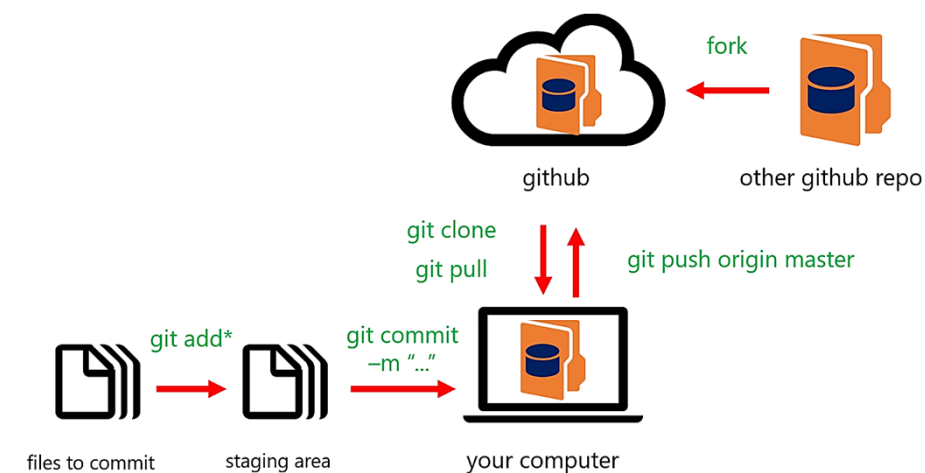 fork
github
other github repo
git clone
git pull
git push origin master
git add*
git commit
–m “...”
files to commit
staging area
your computer